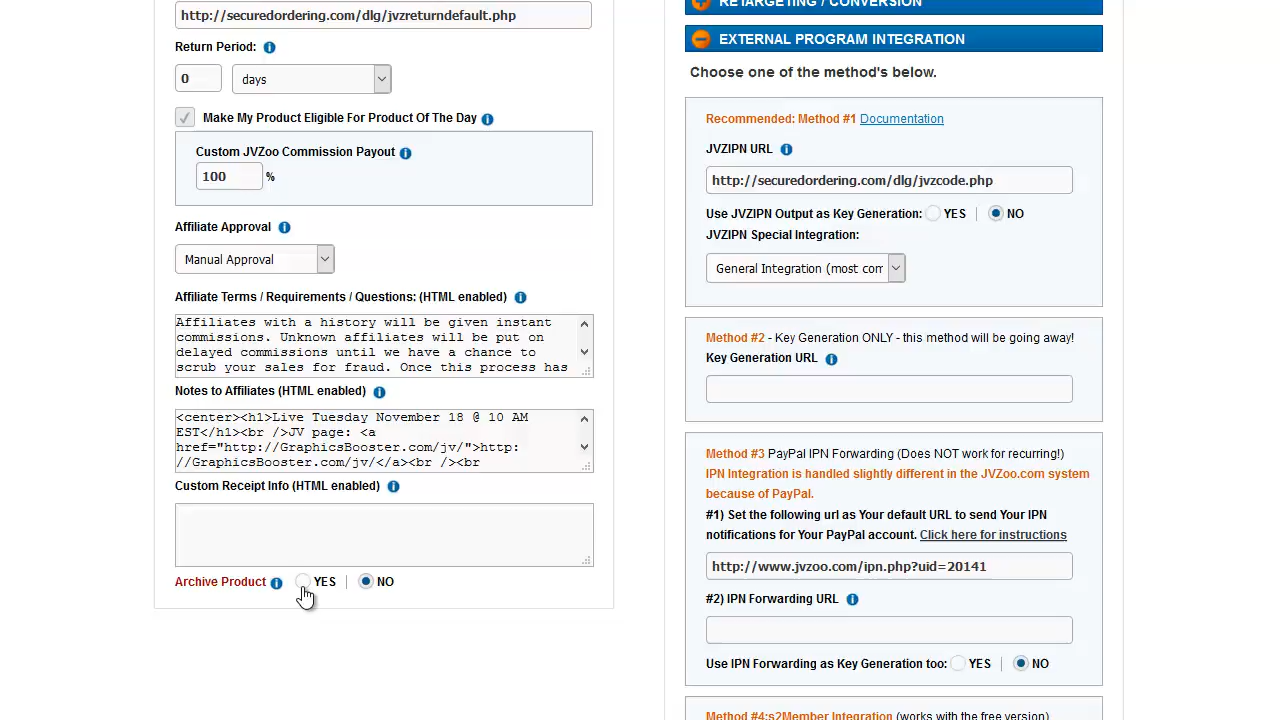 http://securedordering.com/dlg/jvzreturndefault.php
Return Period:
0 days
Make My Product Eligible For Product Of The Day
Custom JVZoo Commission Payout
100 %
Affiliate Approval
Manual Approval
Affiliate Terms / Requirements / Questions: (HTML enabled)
Affiliates with a history will be given instant
commissions. Unknown affiliates will be put on
delayed commissions until we have a chance to
scrub your sales for fraud. Once this process has
Notes to Affiliates (HTML enabled)
<center><h1>Live Tuesday November 18 @ 10 AM
EST</h1><br />JV page: <a
href="http://GraphicsBooster.com/jv/">http:
//GraphicsBooster.com/jv/</a><br /><br
Custom Receipt Info (HTML enabled)
Archive Product YES | NO
RETARGETING / CONVERSION
EXTERNAL PROGRAM INTEGRATION
Choose one of the method's below.
Recommended: Method #1 Documentation
JVZIPN URL
http://securedordering.com/dlg/jvzcode.php
Use JVZIPN Output as Key Generation: YES | NO
JVZIPN Special Integration:
General Integration (most com
Method #2 - Key Generation ONLY - this method will be going away!
Key Generation URL
Method #3 PayPal IPN Forwarding (Does NOT work for recurring!)
IPN Integration is handled slightly different in the JVZoo.com system
because of PayPal.
#1) Set the following url as Your default URL to send Your IPN
notifications for Your PayPal account. Click here for instructions
http://www.jvzoo.com/ipn.php?uid=20141
#2) IPN Forwarding URL
Use IPN Forwarding as Key Generation too: YES | NO
Method #4:s2Member Integration (works with the free version)